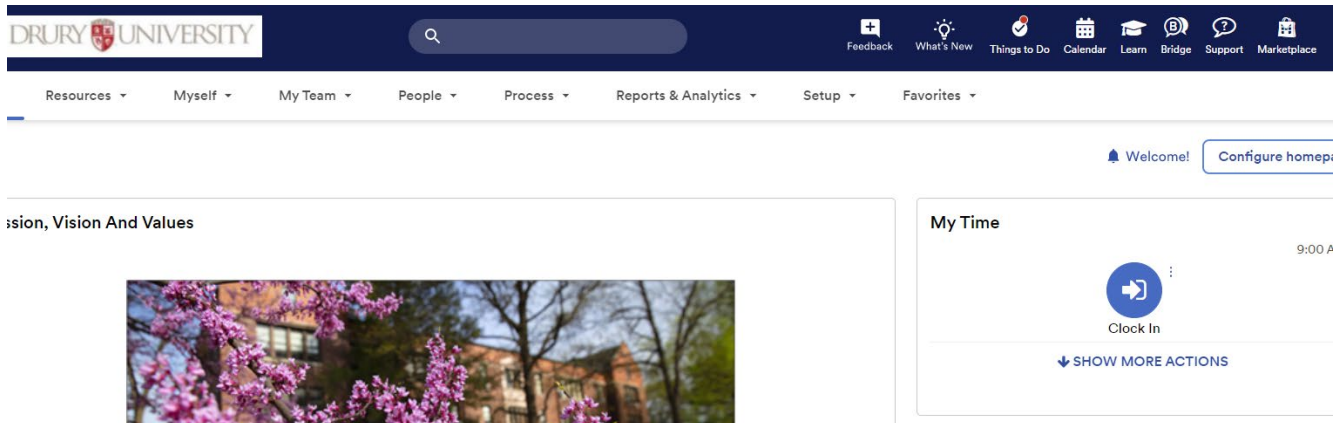 DRURY UNIVERSITY
Feedback What's New Things to Do Calendar Learn Bridge Support Marketplace
Resources Myself My Team People Process Reports & Analytics Setup Favorites
Welcome! Configure homepa
ssion, Vision And Values
My Time
9:00 A
Clock In
SHOW MORE ACTIONS